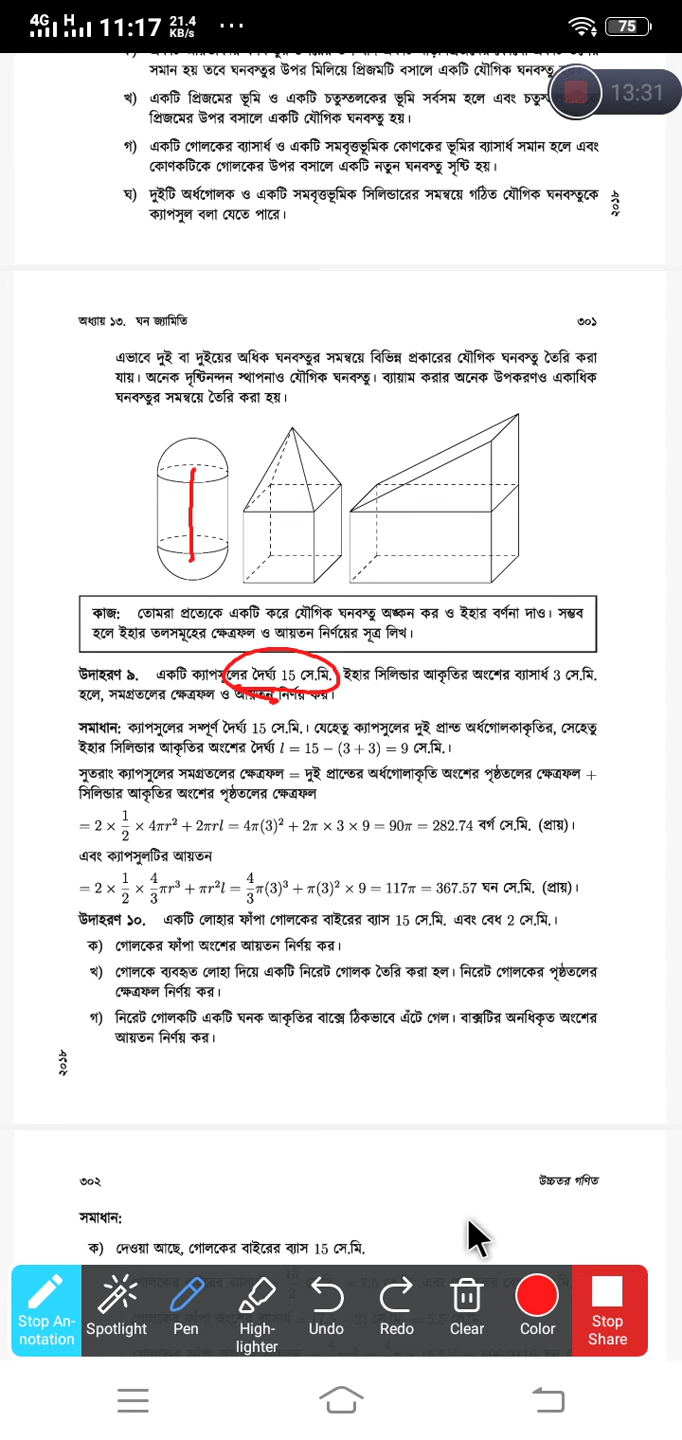 4G H 11:17 21.4 KB/s ... 75
সমান হয় তবে ঘনবস্তুর উপর মিলিয়ে প্রিজমটি বসালে একটি যৌগিক ঘনবস্তু
13:31
খ) একটি প্রিজমের ভূমি ও একটি চতুস্তলকের ভূমি সর্বসম হলে এবং
প্রিজমের উপর বসালে একটি যৌগিক ঘনবস্তু হয়।
গ) একটি গোলকের ব্যাসার্ধ ও একটি সমবৃত্তভূমিক কোণকের ভূমির ব্যাসার্ধ সমান হলে এবং
কোণকটিকে গোলকের উপর বসালে একটি নতুন ঘনবস্তু সৃষ্টি হয়।
ঘ) দুইটি অর্ধগোলক ও একটি সমবৃত্তভূমিক সিলিন্ডারের সমন্বয়ে গঠিত যৌগিক ঘনবস্তুকে
ক্যাপসুল বলা যেতে পারে।
২০১৮
অধ্যায় ১৩. ঘন জ্যামিতি ৩০১
এভাবে দুই বা দুইয়ের অধিক ঘনবস্তুর সমন্বয়ে বিভিন্ন প্রকারের যৌগিক ঘনবস্তু তৈরি করা
যায়। অনেক দৃষ্টিনন্দন স্থাপনাও যৌগিক ঘনবস্তু। ব্যায়াম করার অনেক উপকরণও একাধিক
ঘনবস্তুর সমন্বয়ে তৈরি করা হয়।
কাজ: তোমরা প্রত্যেকে একটি করে যৌগিক ঘনবস্তু অঙ্কন কর ও ইহার বর্ণনা দাও। সম্ভব
হলে ইহার তলসমূহের ক্ষেত্রফল ও আয়তন নির্ণয়ের সূত্র লিখ।
উদাহরণ ৯. একটি ক্যাপসুলের দৈর্ঘ্য 15 সে.মি. ইহার সিলিন্ডার আকৃতির অংশের ব্যাসার্ধ 3 সে.মি.
হলে, সমগ্রতলের ক্ষেত্রফল ও আয়তন নির্ণয় কর।
সমাধান: ক্যাপসুলের সম্পূর্ণ দৈর্ঘ্য 15 সে.মি.। যেহেতু ক্যাপসুলের দুই প্রান্ত অর্ধগোলকাকৃতির, সেহেতু
ইহার সিলিন্ডার আকৃতির অংশের দৈর্ঘ্য l = 15 − (3 + 3) = 9 সে.মি.।
সুতরাং ক্যাপসুলের সমগ্রতলের ক্ষেত্রফল = দুই প্রান্তের অর্ধগোলাকৃতি অংশের পৃষ্ঠতলের ক্ষেত্রফল +
সিলিন্ডার আকৃতির অংশের পৃষ্ঠতলের ক্ষেত্রফল
= 2 × 1/2 × 4πr² + 2πrl = 4π(3)² + 2π × 3 × 9 = 90π = 282.74 বর্গ সে.মি. (প্রায়)।
এবং ক্যাপসুলটির আয়তন
= 2 × 1/2 × 4/3 πr³ + πr²l = 4/3 π(3)³ + π(3)² × 9 = 117π = 367.57 ঘন সে.মি. (প্রায়)।
উদাহরণ ১০. একটি লোহার ফাঁপা গোলকের বাইরের ব্যাস 15 সে.মি. এবং বেধ 2 সে.মি.।
ক) গোলকের ফাঁপা অংশের আয়তন নির্ণয় কর।
খ) গোলকে ব্যবহৃত লোহা দিয়ে একটি নিরেট গোলক তৈরি করা হল। নিরেট গোলকের পৃষ্ঠতলের
ক্ষেত্রফল নির্ণয় কর।
গ) নিরেট গোলকটি একটি ঘনক আকৃতির বাক্সে ঠিকভাবে এঁটে গেল। বাক্সটির অনধিকৃত অংশের
আয়তন নির্ণয় কর।
২০১৮
৩০২ উচ্চতর গণিত
সমাধান:
ক) দেওয়া আছে, গোলকের বাইরের ব্যাস 15 সে.মি.
Stop An-
notation
Spotlight
Pen
High-
lighter
Undo
Redo
Clear
Color
Stop
Share